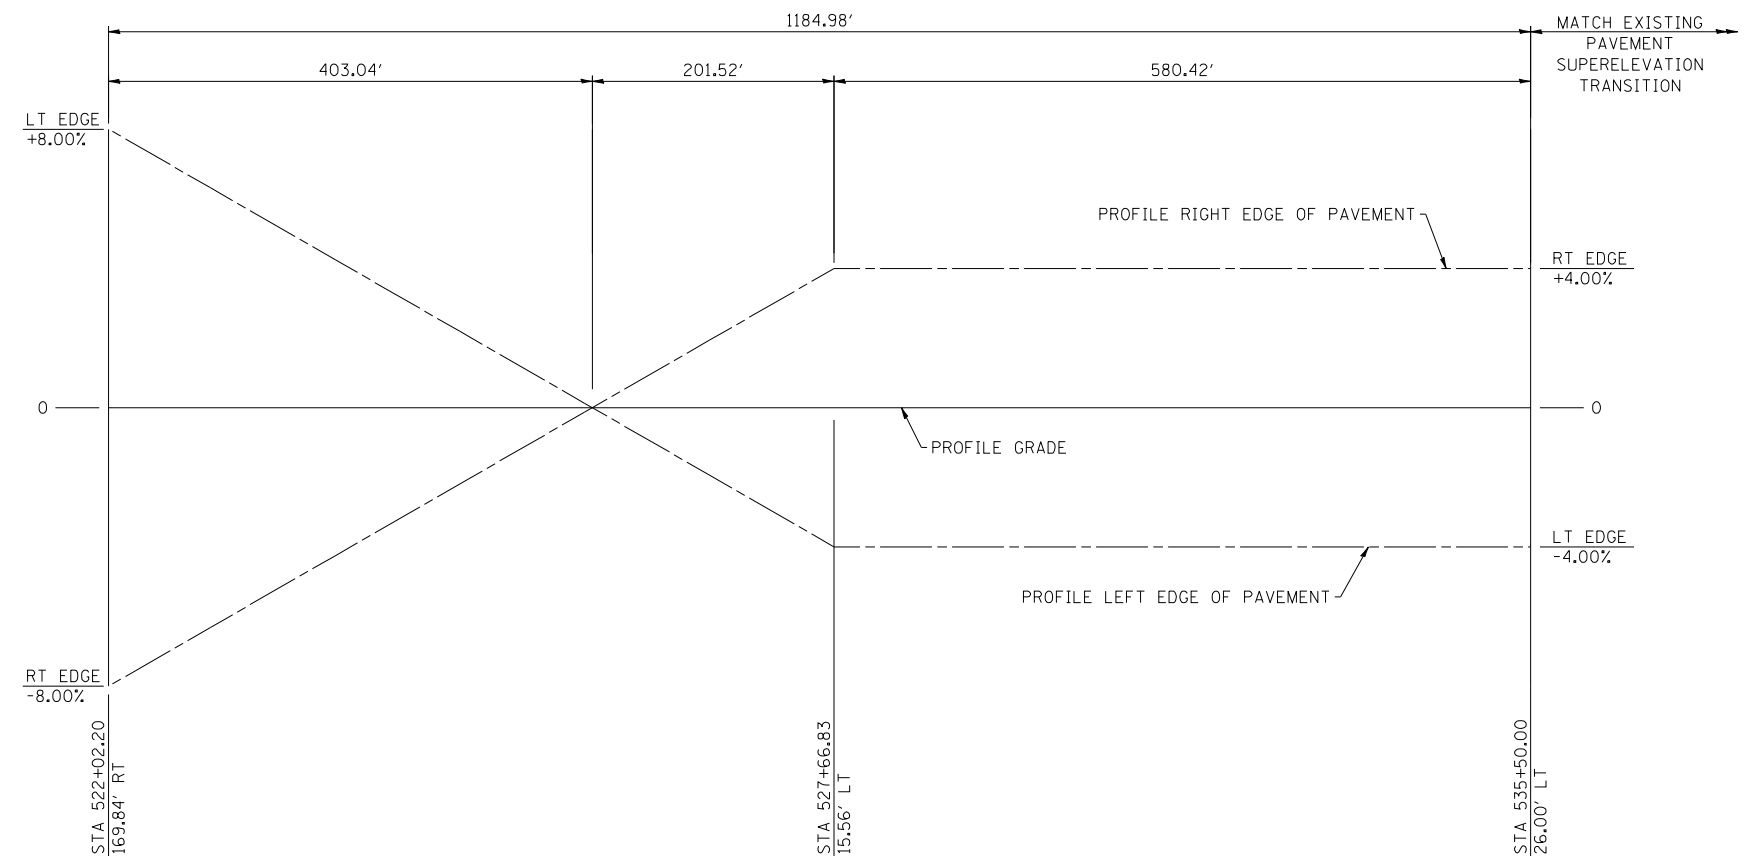 1184.98′
MATCH EXISTING
PAVEMENT
SUPERELEVATION
TRANSITION
403.04′
201.52′
580.42′
LT EDGE
+8.00%
PROFILE RIGHT EDGE OF PAVEMENT
RT EDGE
+4.00%
0
0
PROFILE GRADE
LT EDGE
-4.00%
PROFILE LEFT EDGE OF PAVEMENT
RT EDGE
-8.00%
STA 522+02.20
169.84′ RT
STA 527+66.83
15.56′ LT
STA 535+50.00
26.00′ LT